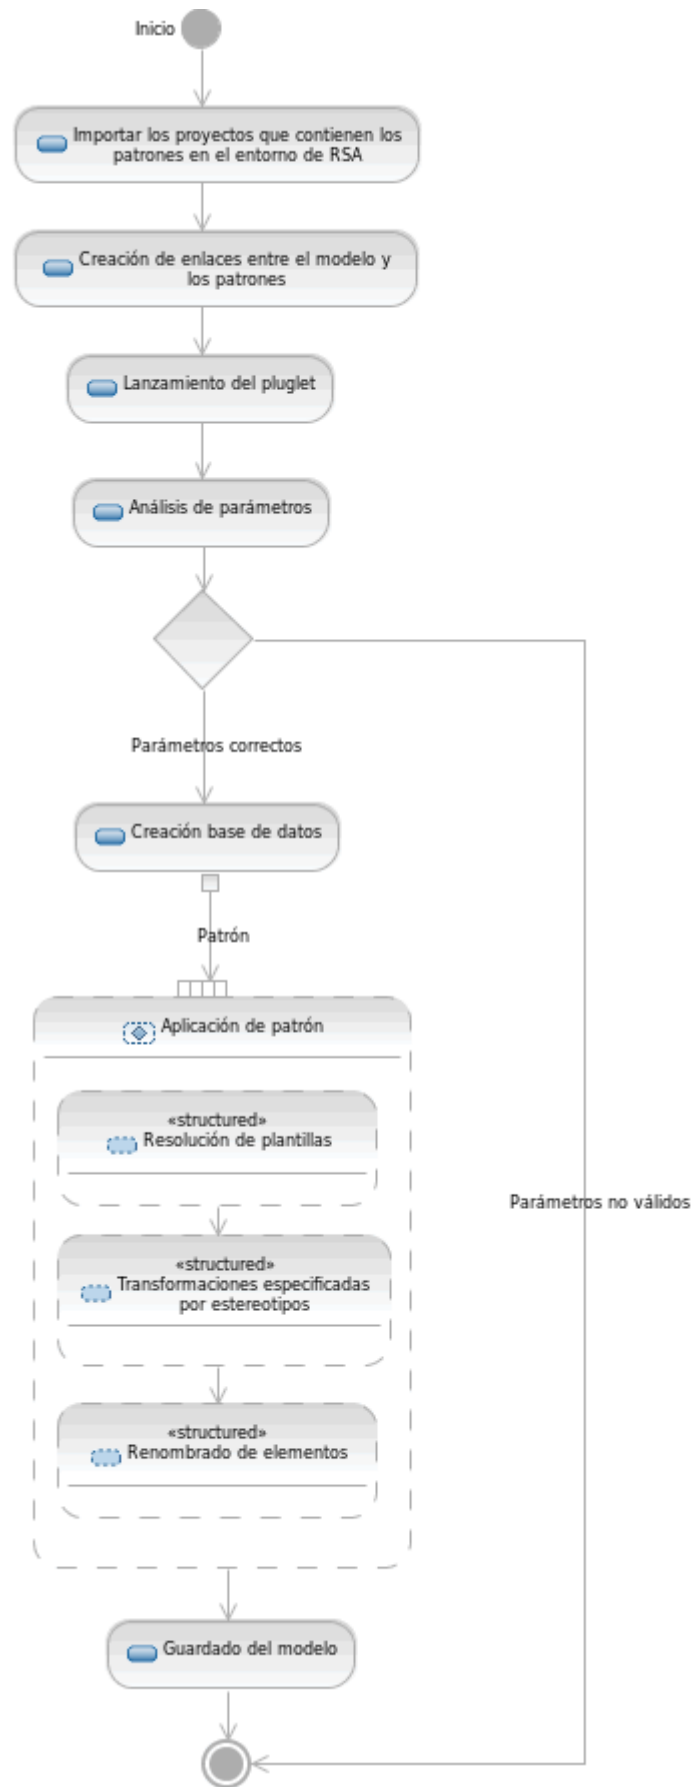 Inicio
Importar los proyectos que contienen los
patrones en el entorno de RSA
Creación de enlaces entre el modelo y
los patrones
Lanzamiento del pluglet
Análisis de parámetros
Parámetros correctos
Creación base de datos
Patrón
Aplicación de patrón
«structured»
Resolución de plantillas
Parámetros no válidos
«structured»
Transformaciones especificadas
por estereotipos
«structured»
Renombrado de elementos
Guardado del modelo